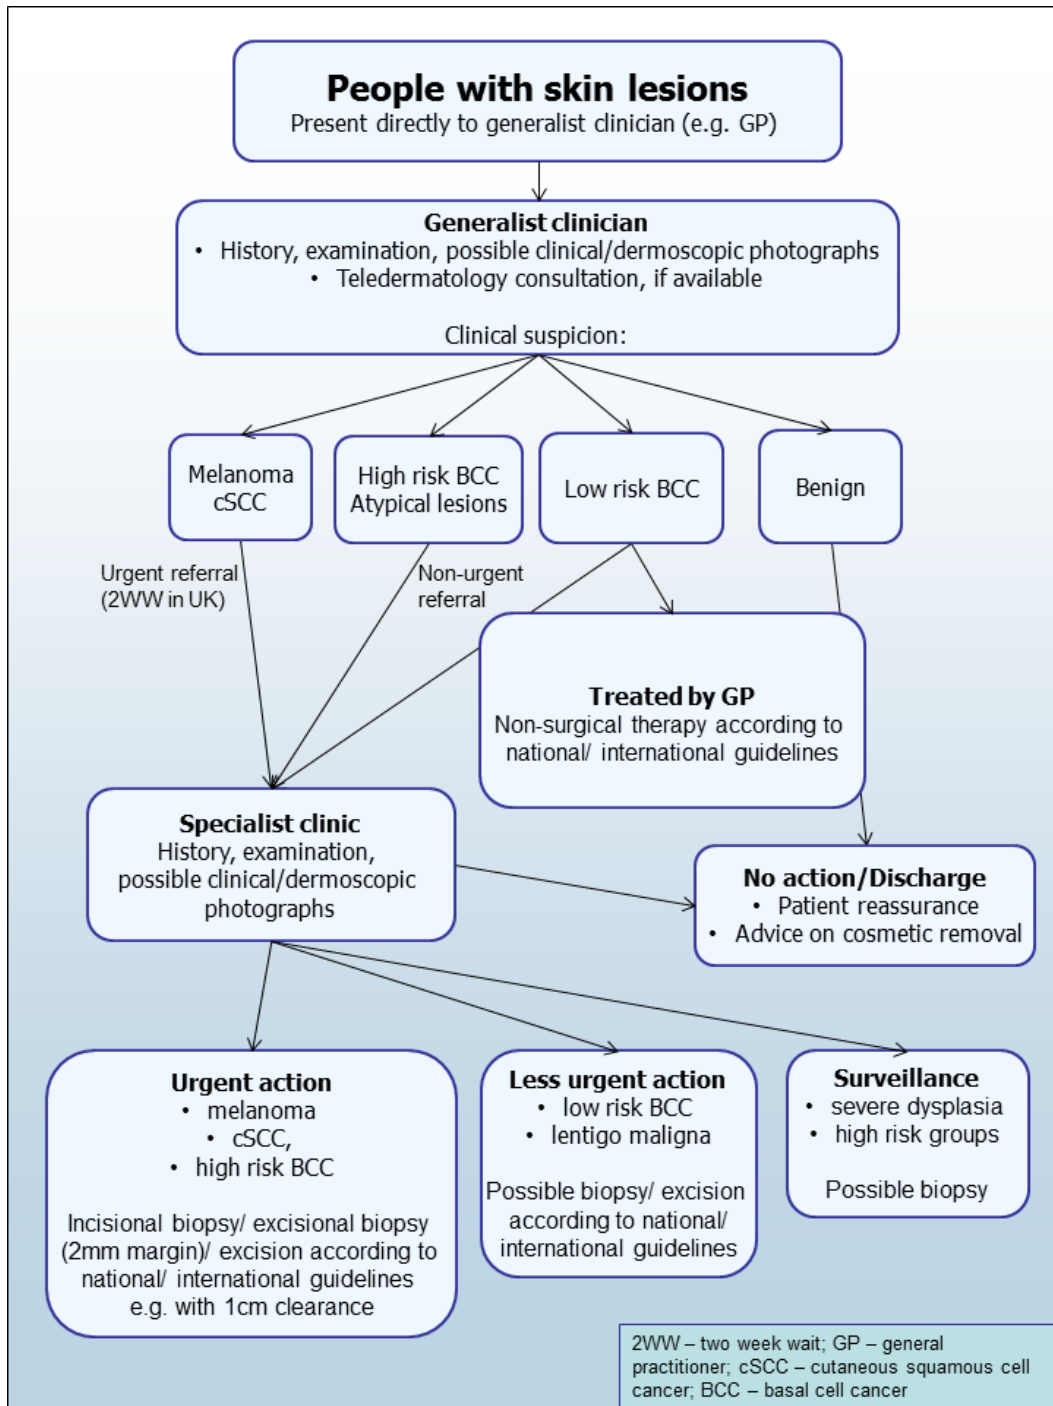 People with skin lesions
Present directly to generalist clinician (e.g. GP)
Generalist clinician
• History, examination, possible clinical/dermoscopic photographs
• Teledermatology consultation, if available
Clinical suspicion:
Melanoma
cSCC
High risk BCC
Atypical lesions
Low risk BCC
Benign
Urgent referral
(2WW in UK)
Non-urgent
referral
Treated by GP
Non-surgical therapy according to
national/ international guidelines
Specialist clinic
History, examination,
possible clinical/dermoscopic
photographs
No action/Discharge
• Patient reassurance
• Advice on cosmetic removal
Urgent action
• melanoma
• cSCC,
• high risk BCC
Incisional biopsy/ excisional biopsy
(2mm margin)/ excision according to
national/ international guidelines
e.g. with 1cm clearance
Less urgent action
• low risk BCC
• lentigo maligna
Possible biopsy/ excision
according to national/
international guidelines
Surveillance
• severe dysplasia
• high risk groups
Possible biopsy
2WW – two week wait; GP – general
practitioner; cSCC – cutaneous squamous cell
cancer; BCC – basal cell cancer